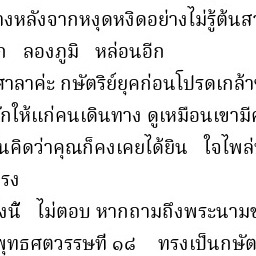 างหลังจากหงุดหงิดอย่างไม่รู้ต้นส
ลองภูมิ หล่อนอีก
ศาลาค่ะ กษัตริย์ยุคก่อนโปรดเกล้า
ักให้แก่คนเดินทาง ดูเหมือนเขามี
นคิดว่าคุณก็คงเคยได้ยิน ใจไพล่
รง
งนี้ ไม่ตอบ หากถามถึงพระนาม
พุทธศตวรรษที่ ๑๘ ทรงเป็นกษัต